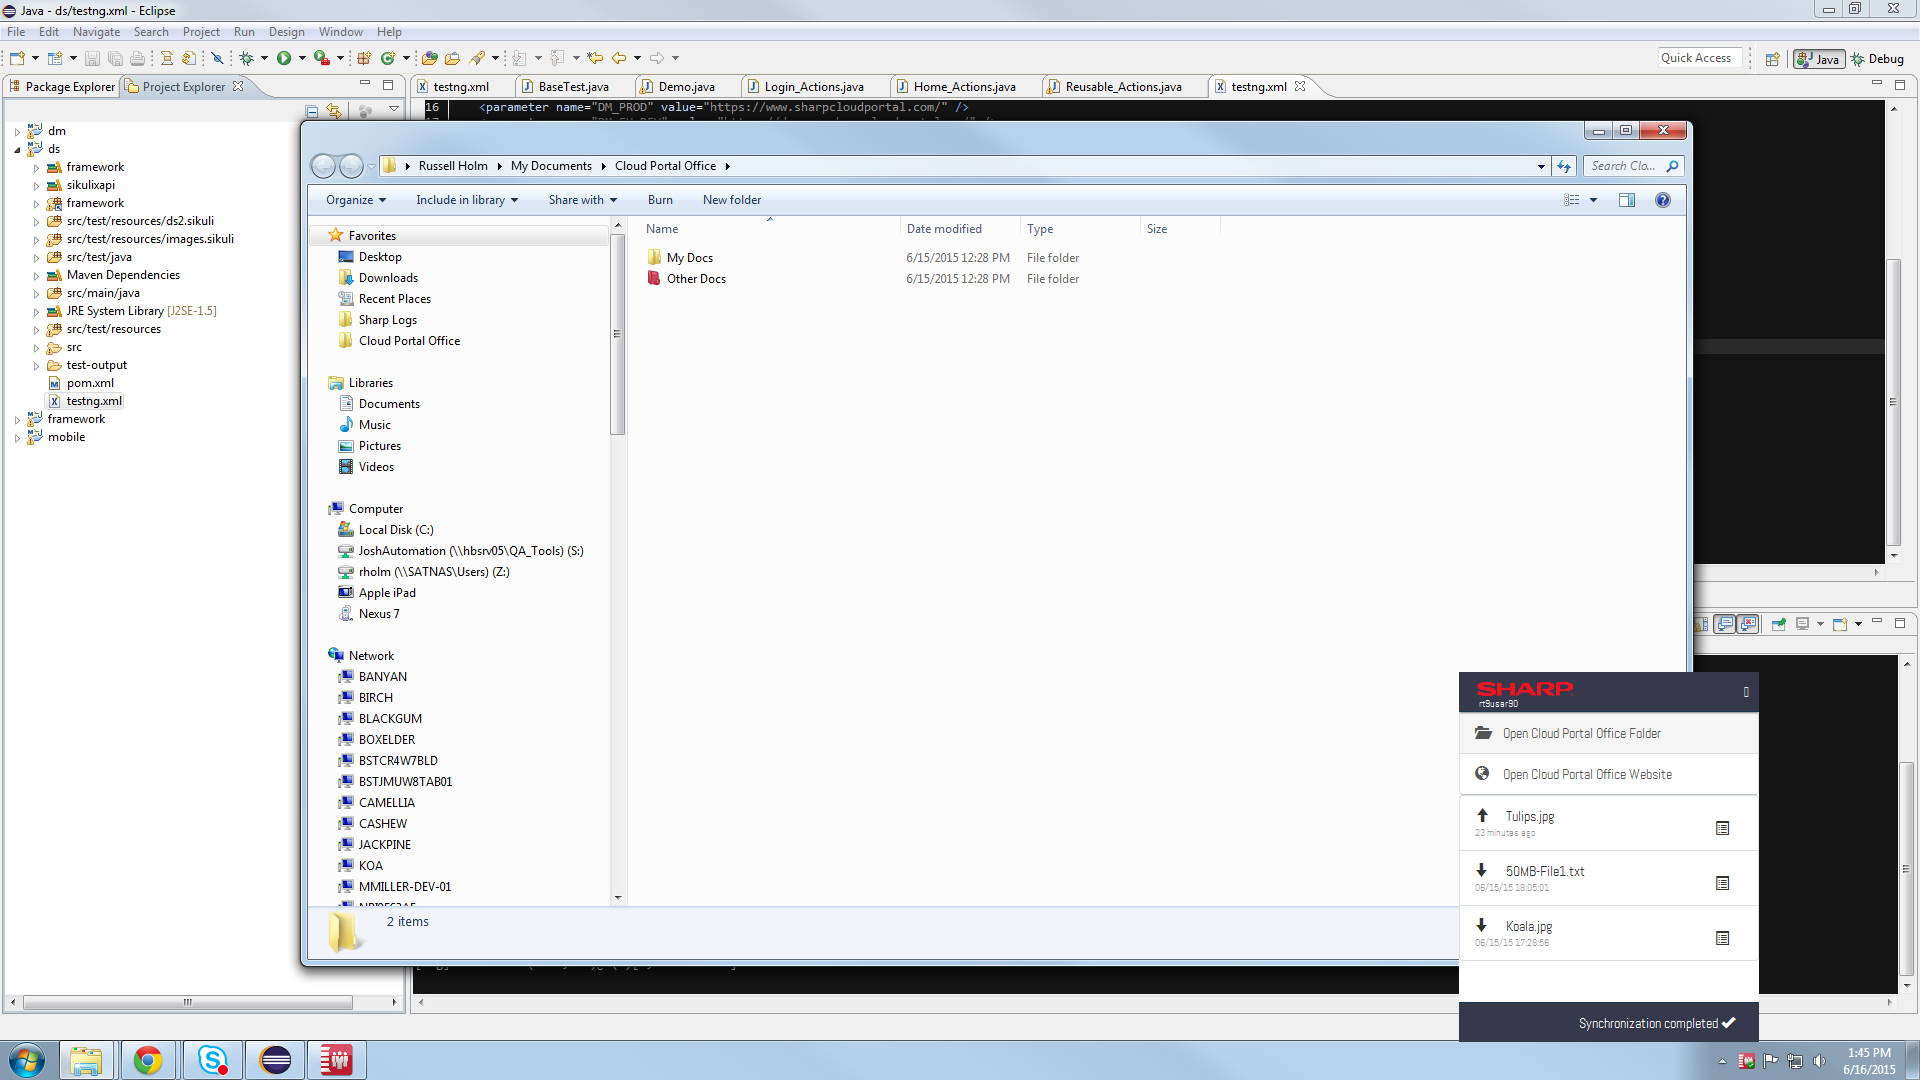 Java - ds/testng.xml - Eclipse
File Edit Navigate Search Project Run Design Window Help
Quick Access
Java
Debug
Package Explorer
Project Explorer
testng.xml
BaseTest.java
Demo.java
Login_Actions.java
Home_Actions.java
Reusable_Actions.java
testng.xml
16 <parameter name="DM_PROD" value="https://www.sharpcloudportal.com/" />
dm
ds
framework
sikulixapi
framework
src/test/resources/ds2.sikuli
src/test/resources/images.sikuli
src/test/java
Maven Dependencies
src/main/java
JRE System Library [J2SE-1.5]
src/test/resources
src
test-output
pom.xml
testng.xml
framework
mobile
Russell Holm
My Documents
Cloud Portal Office
Search Clo...
Organize
Include in library
Share with
Burn
New folder
Favorites
Desktop
Downloads
Recent Places
Sharp Logs
Cloud Portal Office
Libraries
Documents
Music
Pictures
Videos
Computer
Local Disk (C:)
JoshAutomation (\\hbsrv05\QA_Tools) (S:)
rholm (\\SATNAS\Users) (Z:)
Apple iPad
Nexus 7
Network
BANYAN
BIRCH
BLACKGUM
BOXELDER
BSTCR4W7BLD
BSTJMUW8TAB01
CAMELLIA
CASHEW
JACKPINE
KOA
MMILLER-DEV-01
Name Date modified Type Size
My Docs 6/15/2015 12:28 PM File folder
Other Docs 6/15/2015 12:28 PM File folder
2 items
SHARP
rt9user90
Open Cloud Portal Office Folder
Open Cloud Portal Office Website
Tulips.jpg
23 minutes ago
50MB-File1.txt
06/15/15 18:05:01
Koala.jpg
06/15/15 17:28:56
Synchronization completed
1:45 PM
6/16/2015